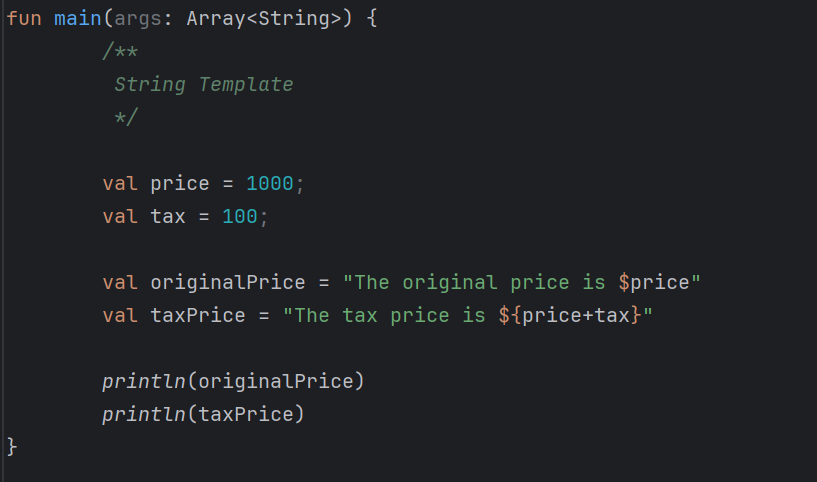 fun main(args: Array<String>) {
/**
String Template
*/
val price = 1000;
val tax = 100;
val originalPrice = "The original price is $price"
val taxPrice = "The tax price is ${price+tax}"
println(originalPrice)
println(taxPrice)
}